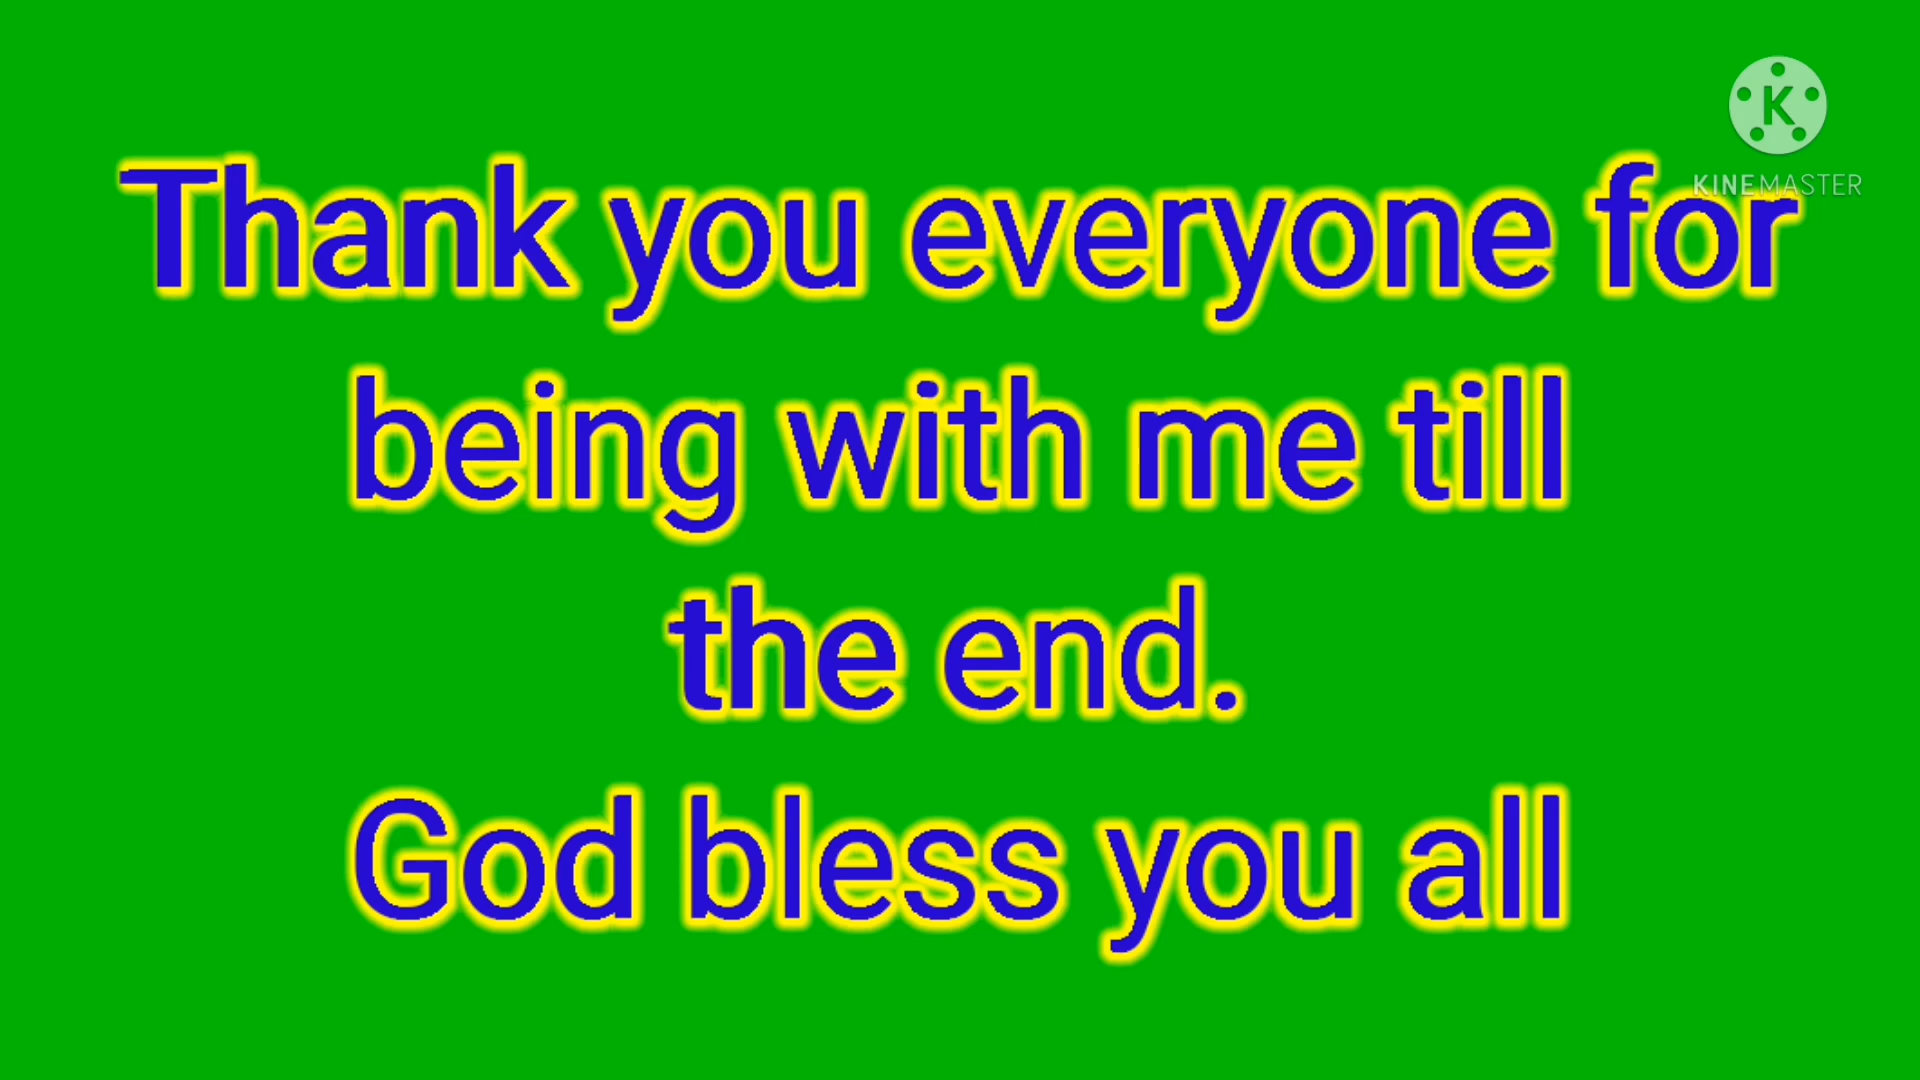 K
KINEMASTER
Thank you everyone for
being with me till
the end.
God bless you all